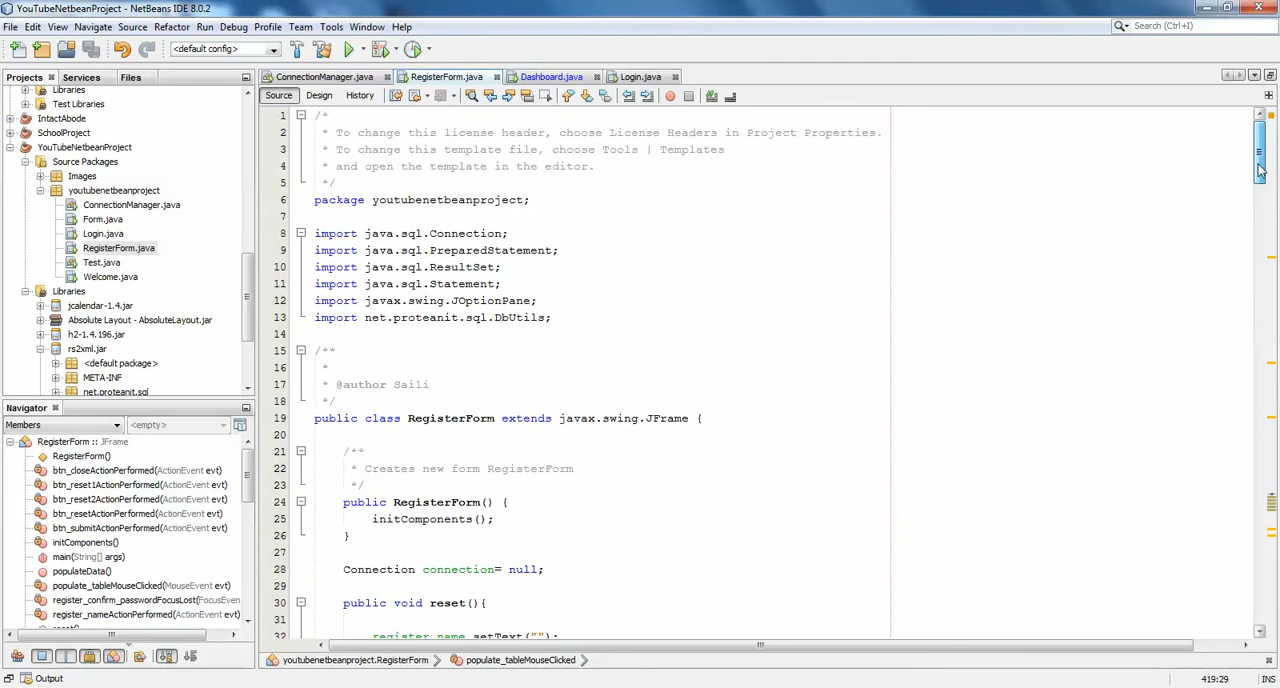 YouTubeNetbeanProject - NetBeans IDE 8.0.2
File Edit View Navigate Source Refactor Run Debug Profile Team Tools Window Help
Search (Ctrl+I)
<default config>
Projects Services Files
ConnectionManager.java RegisterForm.java Dashboard.java Login.java
Source Design History
Libraries
Test Libraries
IntactAbode
SchoolProject
YouTubeNetbeanProject
Source Packages
Images
youtubenetbeanproject
ConnectionManager.java
Form.java
Login.java
RegisterForm.java
Test.java
Welcome.java
Libraries
jcalendar-1.4.jar
Absolute Layout - AbsoluteLayout.jar
h2-1.4.196.jar
rs2xml.jar
<default package>
META-INF
net.proteanit.sql
Navigator
Members <empty>
RegisterForm :: JFrame
RegisterForm()
btn_closeActionPerformed(ActionEvent evt)
btn_reset1ActionPerformed(ActionEvent evt)
btn_reset2ActionPerformed(ActionEvent evt)
btn_resetActionPerformed(ActionEvent evt)
btn_submitActionPerformed(ActionEvent evt)
initComponents()
main(String[] args)
populateData()
populate_tableMouseClicked(MouseEvent evt)
register_confirm_passwordFocusLost(FocusEven
register_nameActionPerformed(ActionEvent evt)
reset()
1 /*
2 * To change this license header, choose License Headers in Project Properties.
3 * To change this template file, choose Tools | Templates
4 * and open the template in the editor.
5 */
6 package youtubenetbeanproject;
7
8 import java.sql.Connection;
9 import java.sql.PreparedStatement;
10 import java.sql.ResultSet;
11 import java.sql.Statement;
12 import javax.swing.JOptionPane;
13 import net.proteanit.sql.DbUtils;
14
15 /**
16 *
17 * @author Saili
18 */
19 public class RegisterForm extends javax.swing.JFrame {
20
21 /**
22 * Creates new form RegisterForm
23 */
24 public RegisterForm() {
25 initComponents();
26 }
27
28 Connection connection= null;
29
30 public void reset(){
31
32 register_name.setText("");
youtubenetbeanproject.RegisterForm populate_tableMouseClicked
Output
419:29 INS